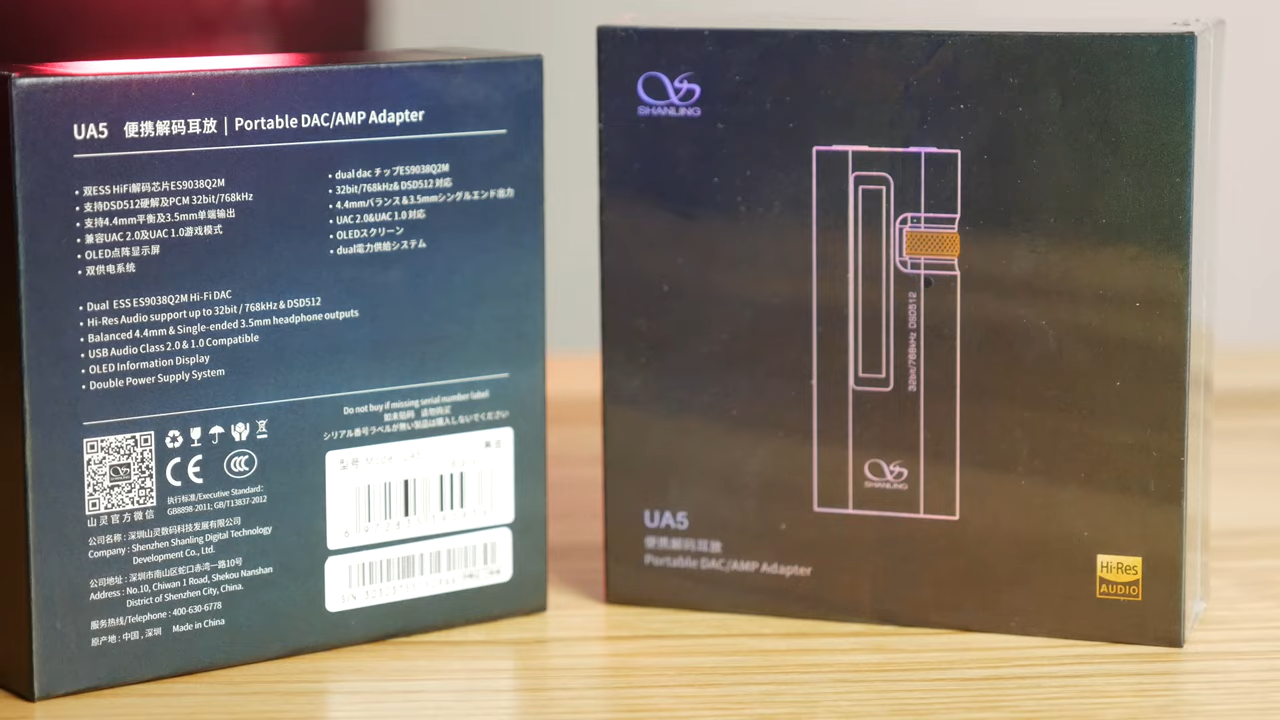 UA5 便携解码耳放 | Portable DAC/AMP Adapter
• 双ESS HiFi解码芯片ES9038Q2M
• 支持DSD512硬解及PCM 32bit/768kHz
• 支持4.4mm平衡及3.5mm单端输出
• 兼容UAC 2.0及UAC 1.0游戏模式
• OLED点阵显示屏
• 双供电系统
• dual dac チップES9038Q2M
• 32bit/768kHz& DSD512 対応
• 4.4mmバランス &3.5mmシングルエンド出力
• UAC 2.0&UAC 1.0 対応
• OLEDスクリーン
• dual電力供給システム
• Dual ESS ES9038Q2M Hi-Fi DAC
• Hi-Res Audio support up to 32bit / 768kHz & DSD512
• Balanced 4.4mm & Single-ended 3.5mm headphone outputs
• USB Audio Class 2.0 & 1.0 Compatible
• OLED Information Display
• Double Power Supply System
Do not buy if missing serial number label
如未贴码 请勿购买
シリアル番号ラベルが無い製品は購入しないでください
CE
CCC
执行标准/Executive Standard:
GB8898-2011; GB/T13837-2012
山灵官方微信
公司名称 : 深圳山灵数码科技发展有限公司
Company : Shenzhen Shanling Digital Technology
Development Co., Ltd.
公司地址 : 深圳市南山区蛇口赤湾一路10号
Address : No.10, Chiwan 1 Road, Shekou Nanshan
District of Shenzhen City, China.
服务热线/Telephone : 400-630-6778
原产地 : 中国 , 深圳 Made in China
SHANLING
32bit/768kHz DSD512
SHANLING
UA5
便携解码耳放
Portable DAC/AMP Adapter
Hi-Res
AUDIO